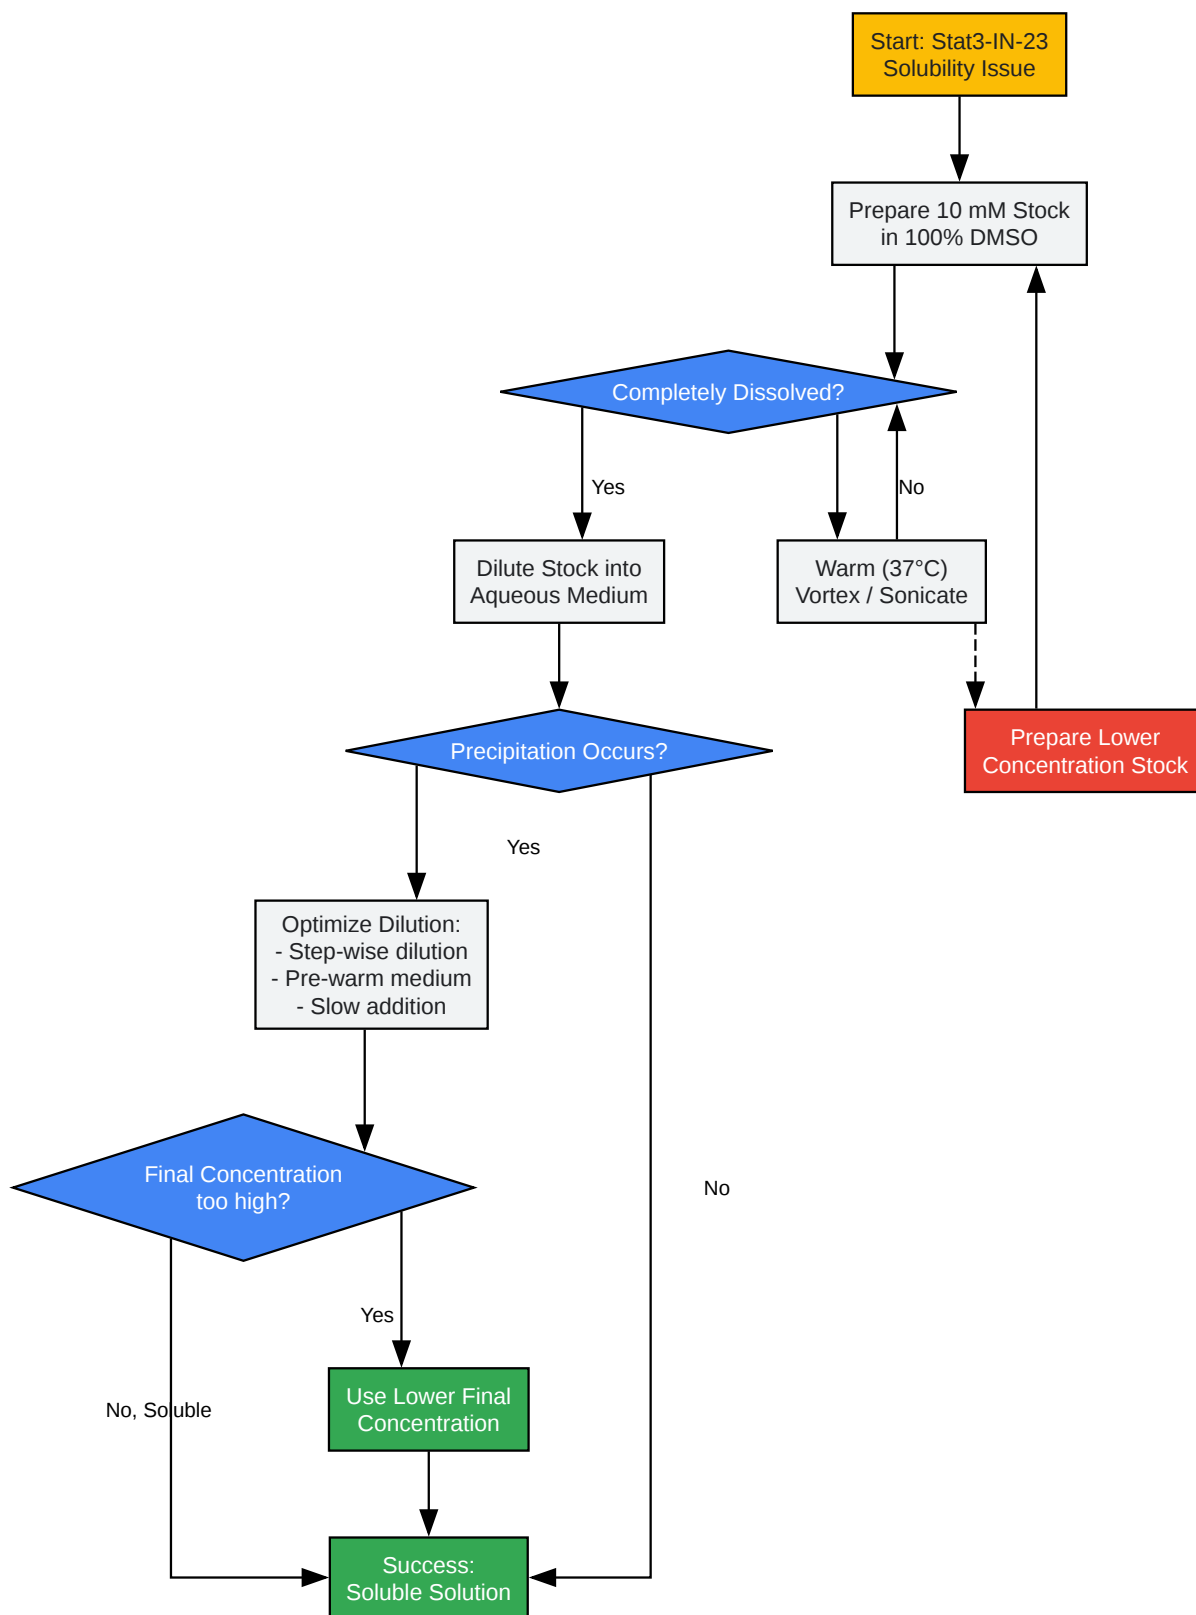 Start: Stat3-IN-23
Solubility Issue
Prepare 10 mM Stock
in 100% DMSO
Completely Dissolved?
Yes
No
Dilute Stock into
Aqueous Medium
Warm (37°C)
Vortex / Sonicate
Precipitation Occurs?
Prepare Lower
Concentration Stock
Yes
Optimize Dilution:
- Step-wise dilution
- Pre-warm medium
- Slow addition
Final Concentration
too high?
No
Yes
No, Soluble
Use Lower Final
Concentration
Success:
Soluble Solution